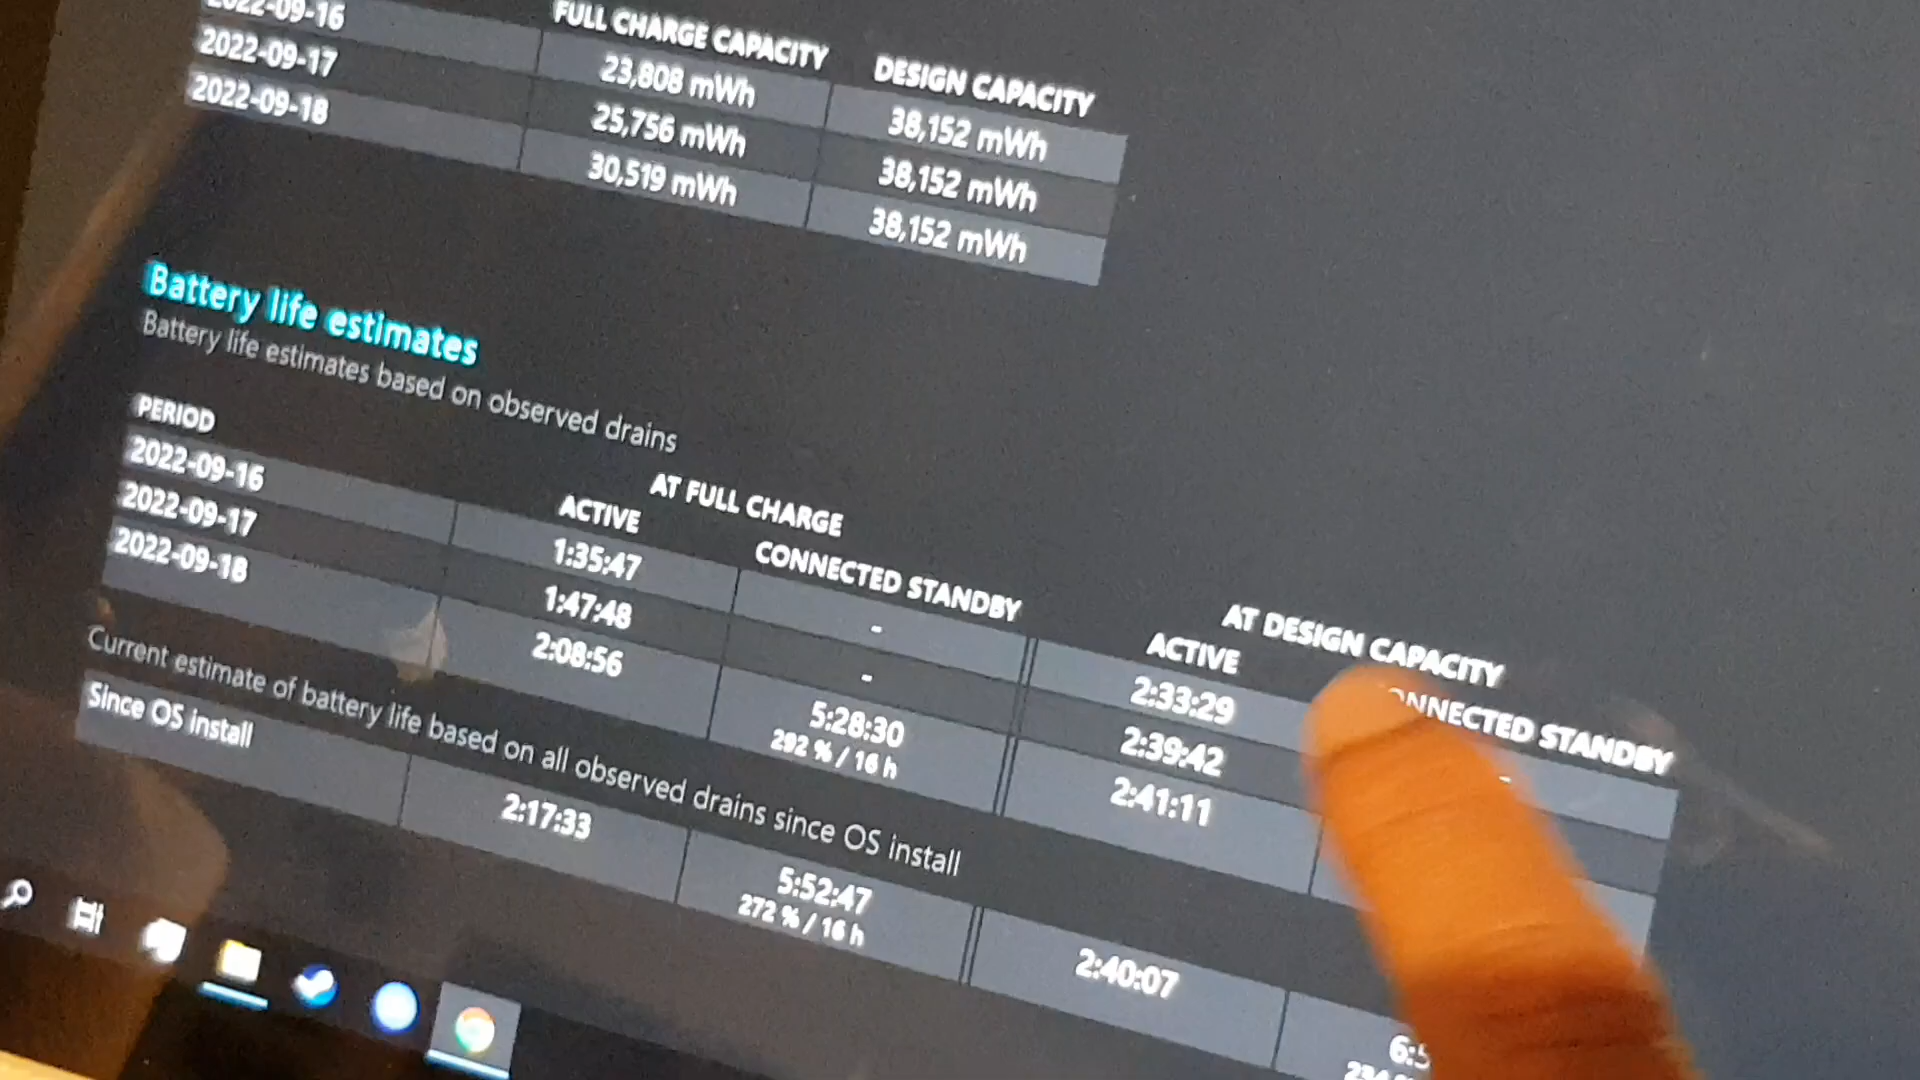 FULL CHARGE CAPACITY DESIGN CAPACITY
2022-09-16 23,808 mWh 38,152 mWh
2022-09-17 25,756 mWh 38,152 mWh
2022-09-18 30,519 mWh 38,152 mWh
Battery life estimates
Battery life estimates based on observed drains
AT FULL CHARGE AT DESIGN CAPACITY
PERIOD ACTIVE CONNECTED STANDBY ACTIVE STANDBY
2022-09-16 1:35:47 - 2:33:29 -
2022-09-17 1:47:48 - 2:39:42
2022-09-18 2:08:56 5:28:30 2:41:11
292 % / 16 h
Current estimate of battery life based on all observed drains since OS install
Since OS install 2:17:33 5:52:47 2:40:07
272 % / 16 h